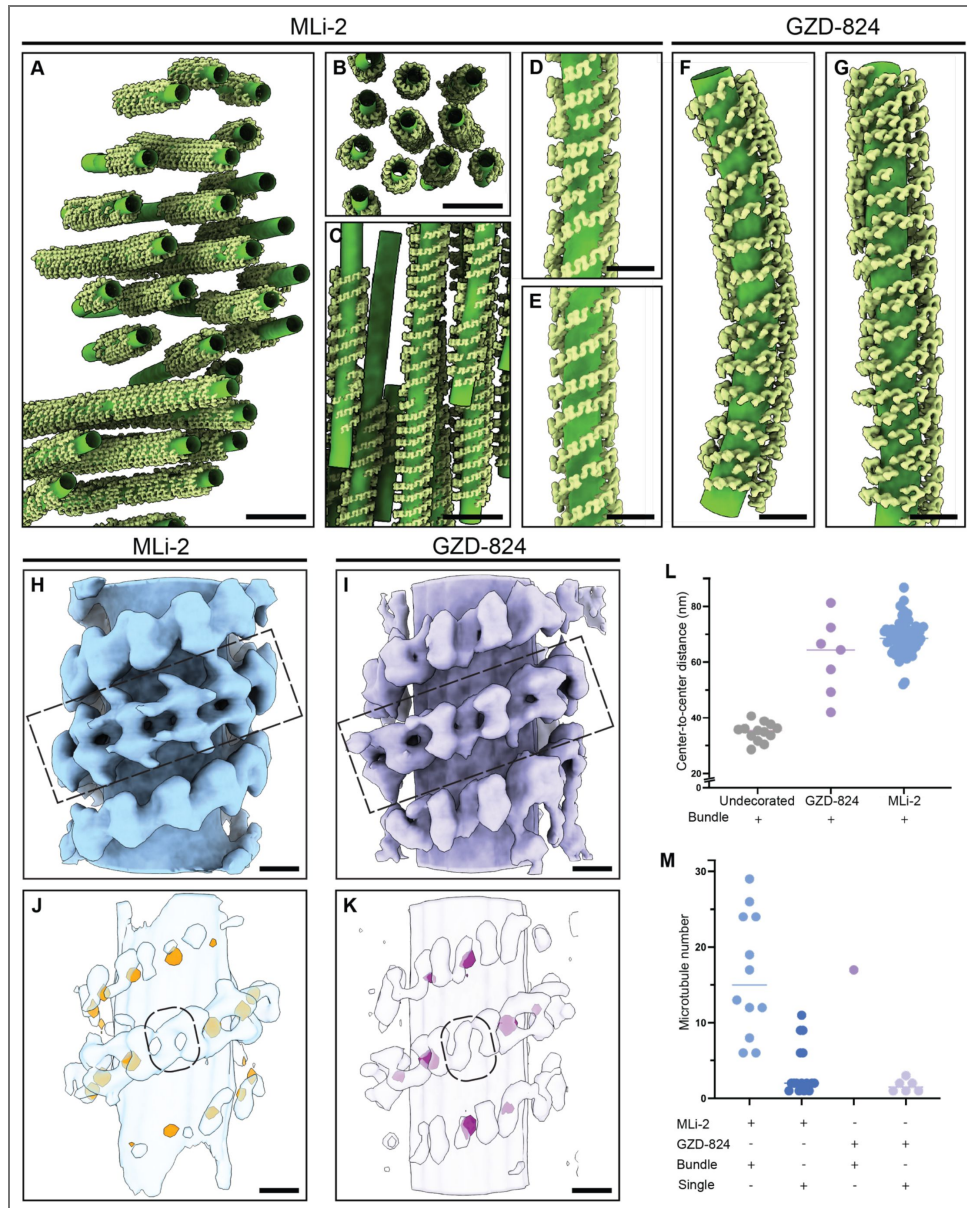 MLi-2 GZD-824
A B D F G
C
E
MLi-2 GZD-824
H I L
Center-to-center distance (nm)
80
60
40
20
0
Undecorated GZD-824 MLi-2
Bundle + + +
J K M
Microtubule number
30
20
10
0
MLi-2 + + - -
GZD-824 - - + +
Bundle + - + -
Single - + - +